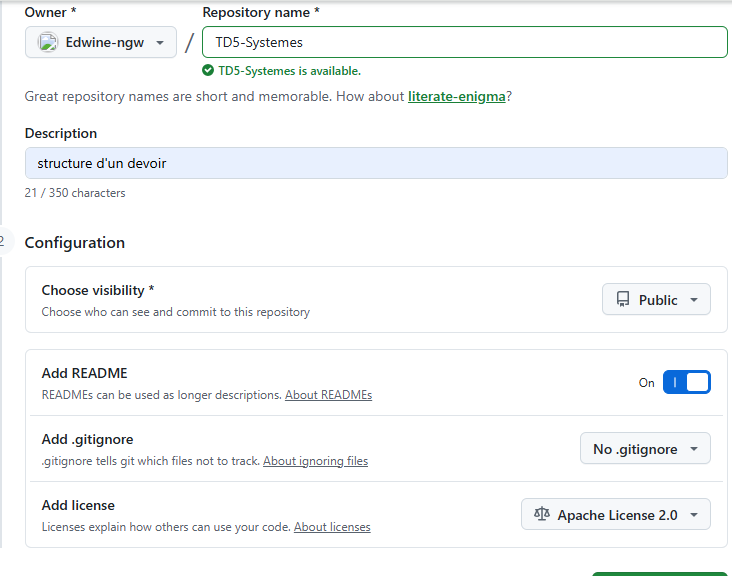 Owner * Repository name *
Edwine-ngw / TD5-Systemes
TD5-Systemes is available.
Great repository names are short and memorable. How about literate-enigma?
Description
structure d'un devoir
21 / 350 characters
2 Configuration
Choose visibility *
Choose who can see and commit to this repository
Public
Add README
READMEs can be used as longer descriptions. About READMEs
On
Add .gitignore
.gitignore tells git which files not to track. About ignoring files
No .gitignore
Add license
Licenses explain how others can use your code. About licenses
Apache License 2.0